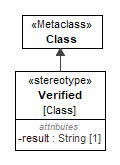 «Metaclass»
Class
«stereotype»
Verified
[Class]
attributes
-result : String [1]